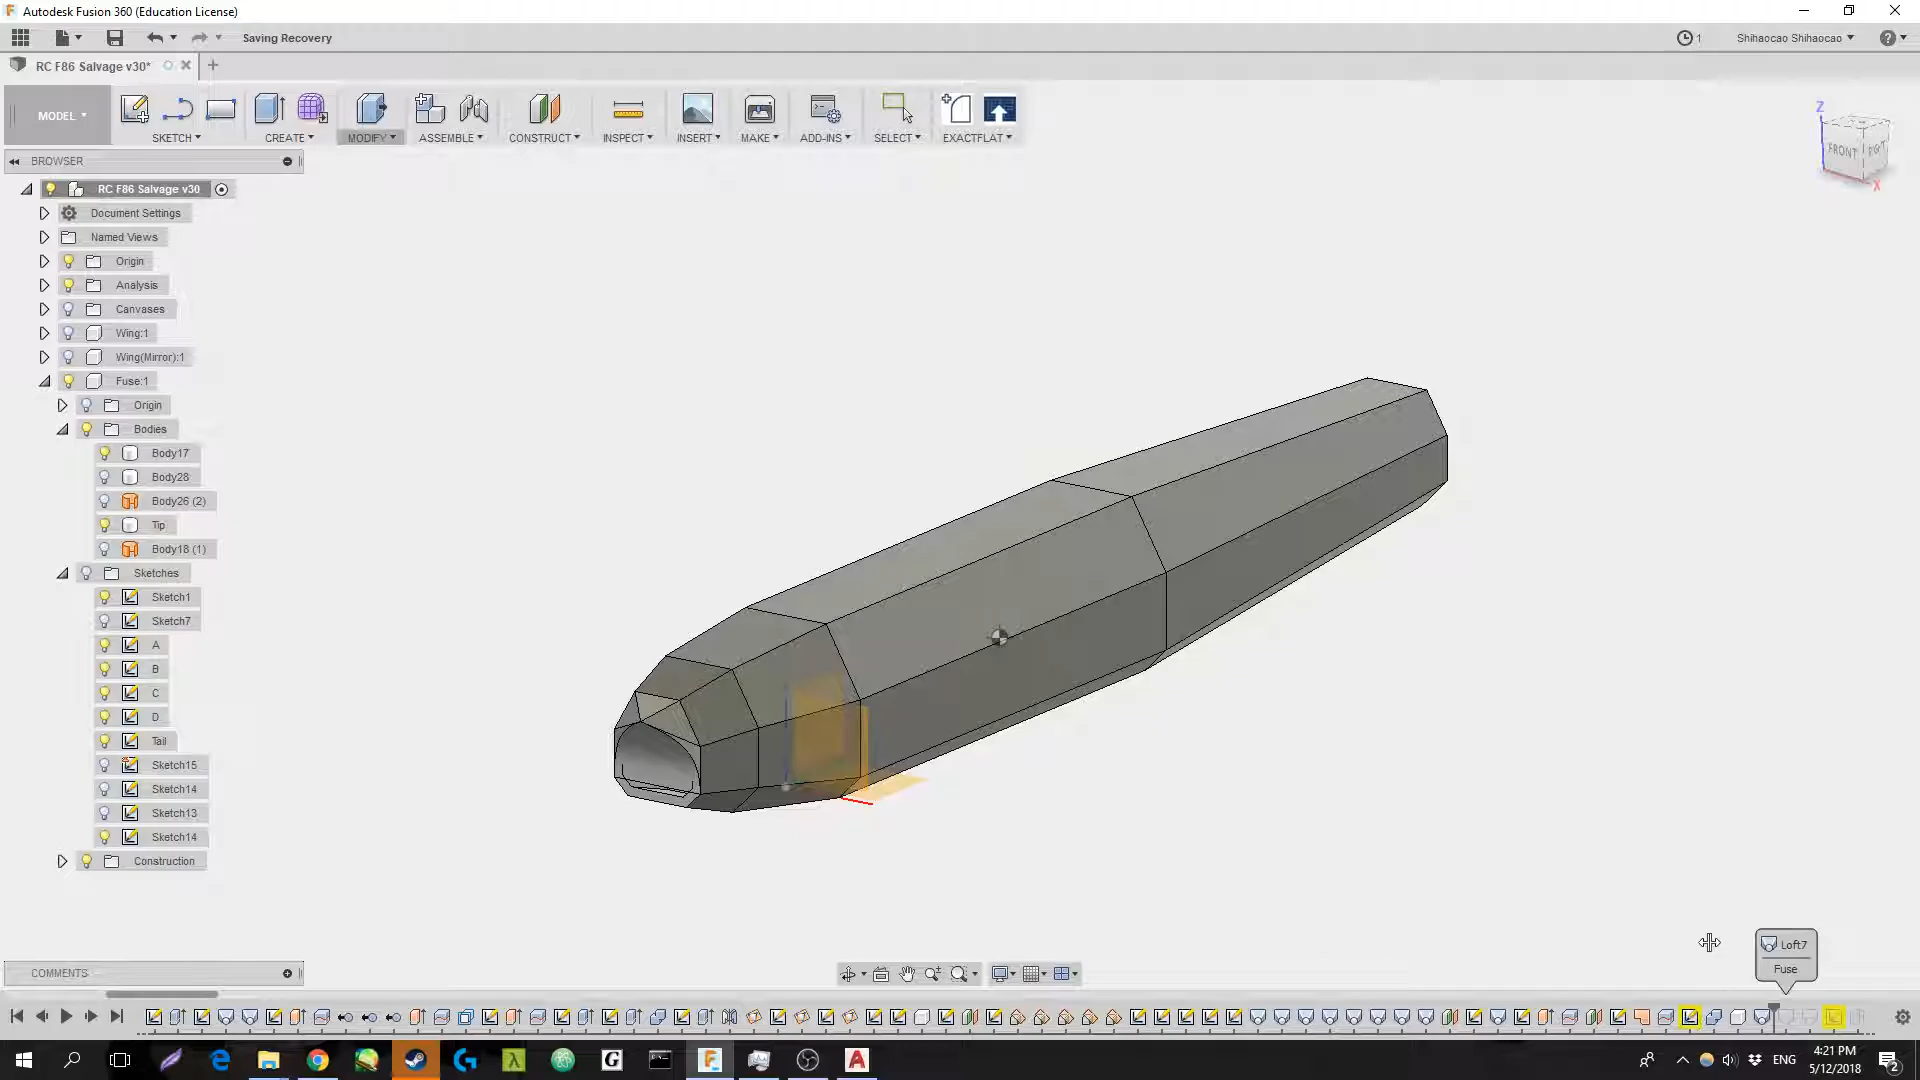 Autodesk Fusion 360 (Education License)
Saving Recovery
1
Shihaocao Shihaocao
RC F86 Salvage v30*
MODEL
SKETCH
CREATE
MODIFY
ASSEMBLE
CONSTRUCT
INSPECT
INSERT
MAKE
ADD-INS
SELECT
EXACTFLAT
Z
FRONT
RIGHT
X
BROWSER
RC F86 Salvage v30
Document Settings
Named Views
Origin
Analysis
Canvases
Wing:1
Wing(Mirror):1
Fuse:1
Origin
Bodies
Body17
Body28
Body26 (2)
Tip
Body18 (1)
Sketches
Sketch1
Sketch7
A
B
C
D
Tail
Sketch15
Sketch14
Sketch13
Sketch14
Construction
Loft7
Fuse
COMMENTS
ENG
4:21 PM
5/12/2018
2